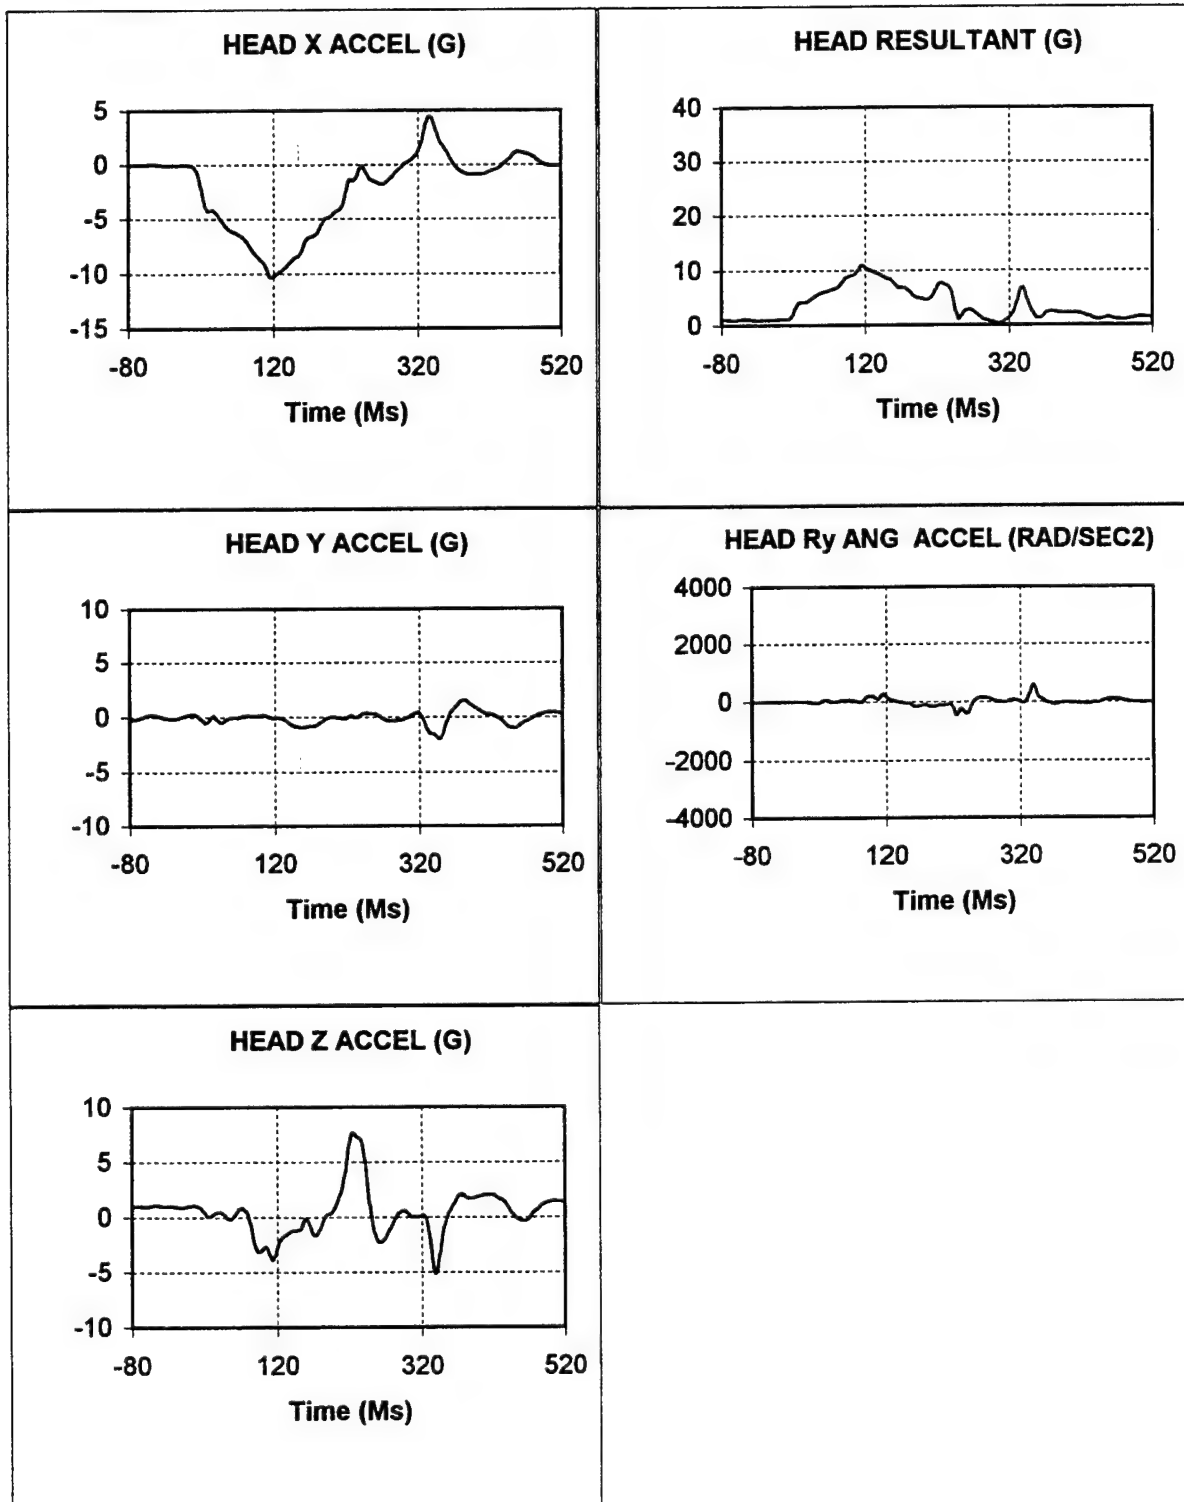 HEAD X ACCEL (G)
5
0
-5
-10
-15
-80 120 320 520
Time (Ms)
HEAD RESULTANT (G)
40
30
20
10
0
-80 120 320 520
Time (Ms)
HEAD Y ACCEL (G)
10
5
0
-5
-10
-80 120 320 520
Time (Ms)
HEAD Ry ANG ACCEL (RAD/SEC2)
4000
2000
0
-2000
-4000
-80 120 320 520
Time (Ms)
HEAD Z ACCEL (G)
10
5
0
-5
-10
-80 120 320 520
Time (Ms)